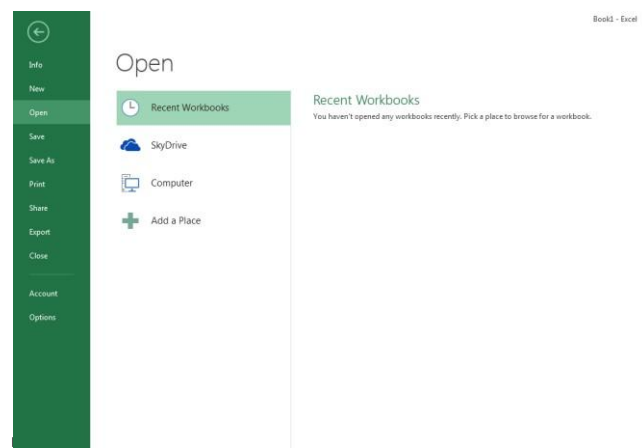 Book1 - Excel
Info
New
Open
Save
Save As
Print
Share
Export
Close
Account
Options
Open
Recent Workbooks
SkyDrive
Computer
Add a Place
Recent Workbooks
You haven't opened any workbooks recently. Pick a place to browse for a workbook.